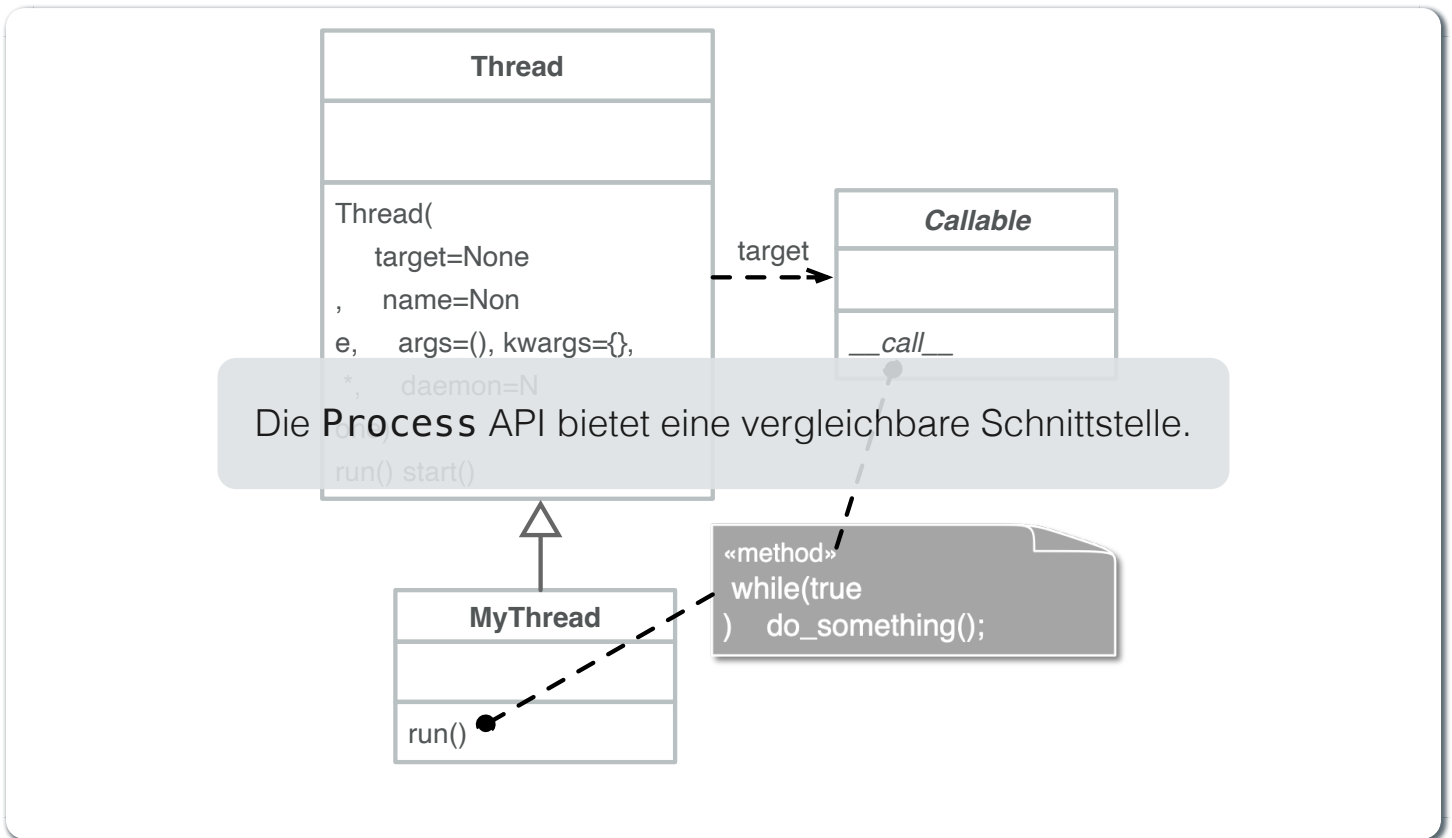 Thread
Thread(
target=None
, name=Non
e, args=(), kwargs={},
*, daemon=N
one)
run() start()
target
Callable
__call__
Die Process API bietet eine vergleichbare Schnittstelle.
«method»
while(true
) do_something();
MyThread
run()